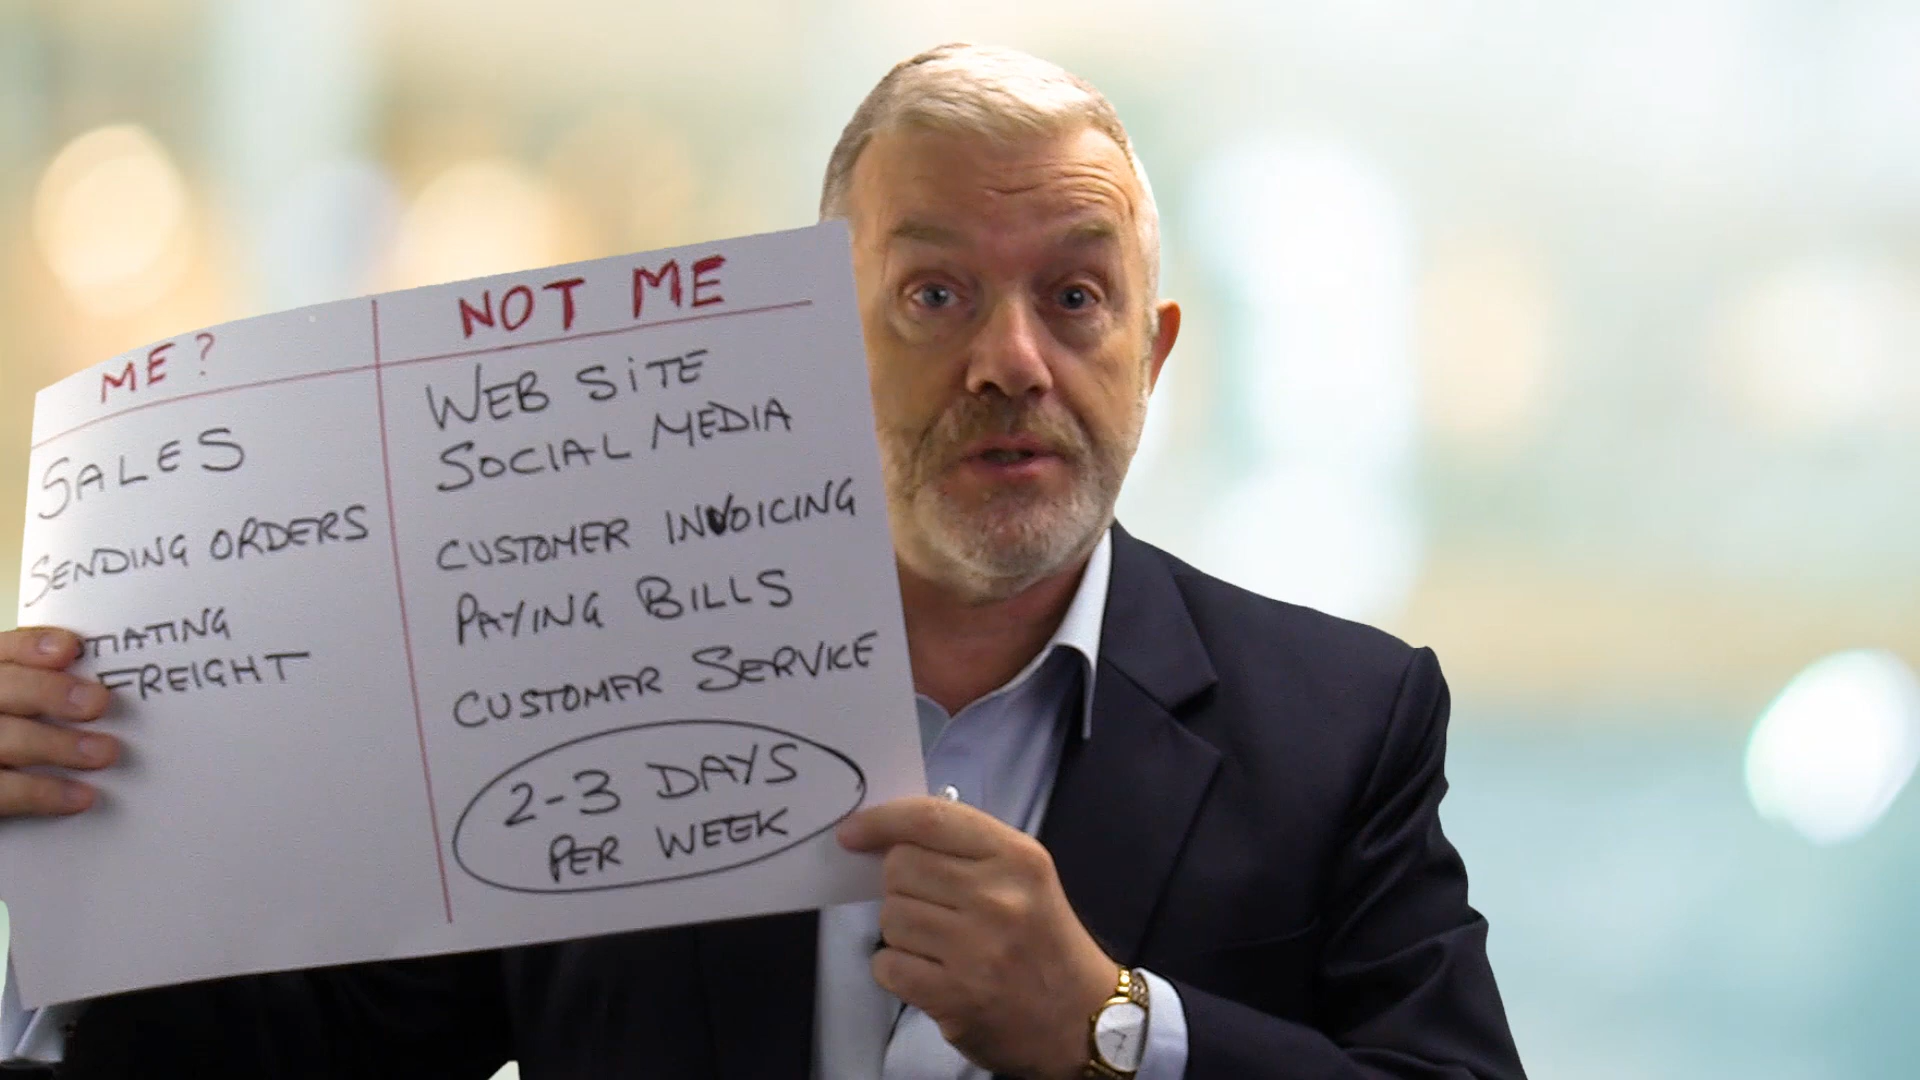 ME?
SALES
SENDING ORDERS
FREIGHT
NOT ME
WEB SiTE
SOCIAL MEDIA
CUSTOMER INVOICING
PAYING BILLS
CUSTOMER SERVICE
2-3 DAYS
PER WEEK